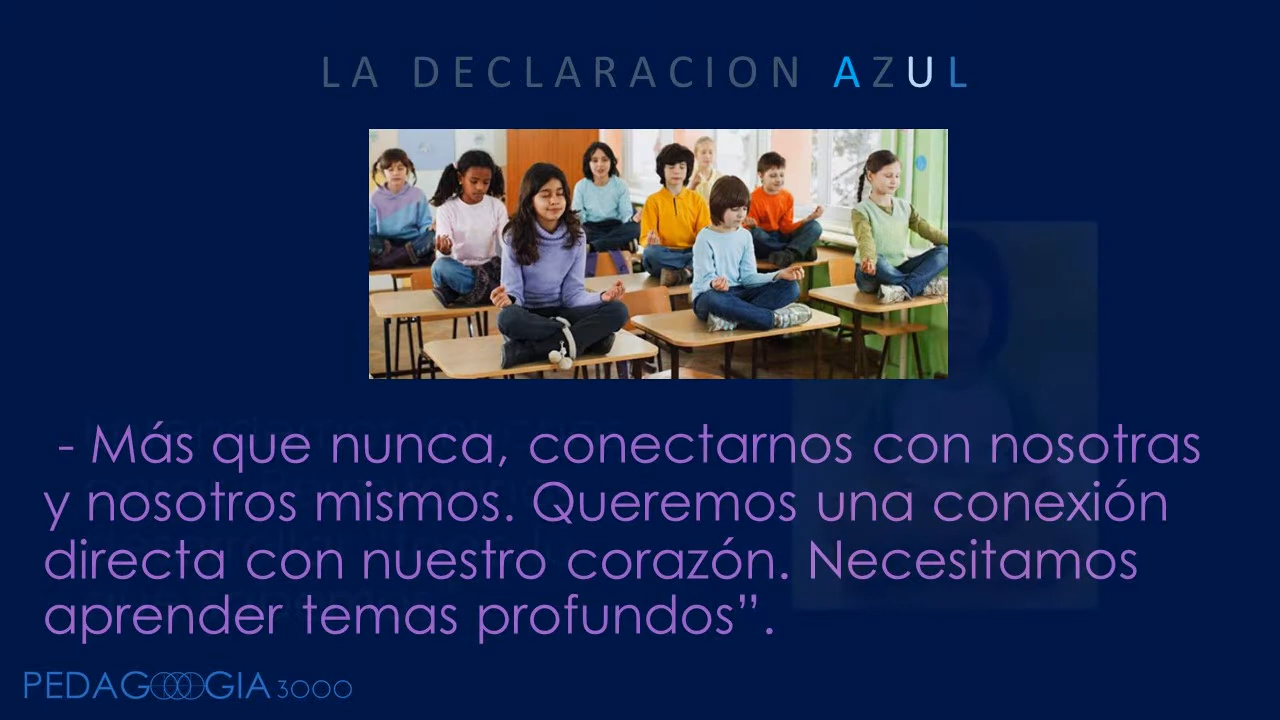 LA DECLARACION AZUL
- Más que nunca, conectarnos con nosotras
y nosotros mismos. Queremos una conexión
directa con nuestro corazón. Necesitamos
aprender temas profundos”.
PEDAGOOOGIA 3000